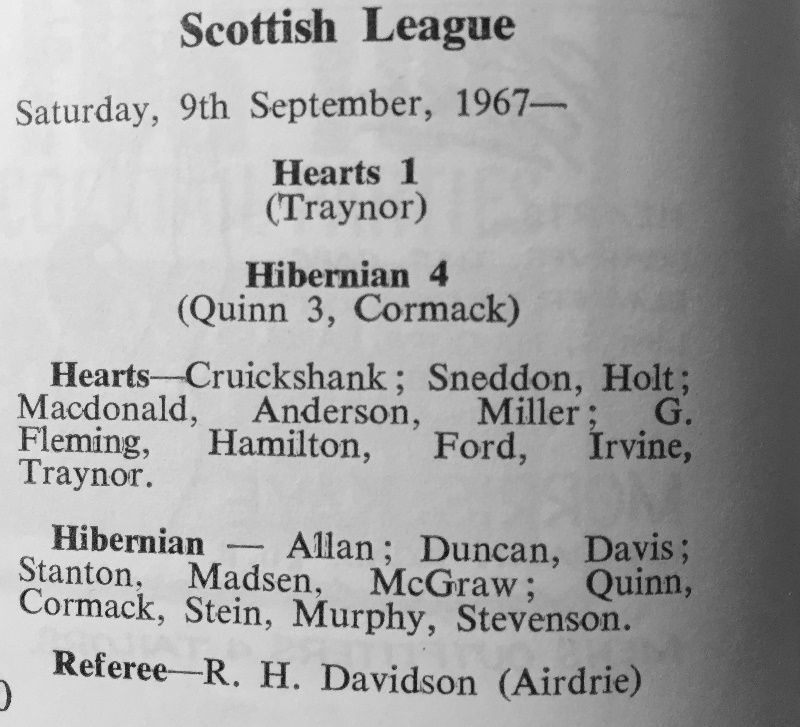 Scottish League
Saturday, 9th September, 1967—
Hearts 1
(Traynor)
Hibernian 4
(Quinn 3, Cormack)
Hearts—Cruickshank; Sneddon, Holt;
Macdonald, Anderson, Miller; G.
Fleming, Hamilton, Ford, Irvine,
Traynor.
Hibernian — Allan; Duncan, Davis;
Stanton, Madsen, McGraw; Quinn,
Cormack, Stein, Murphy, Stevenson.
Referee—R. H. Davidson (Airdrie)